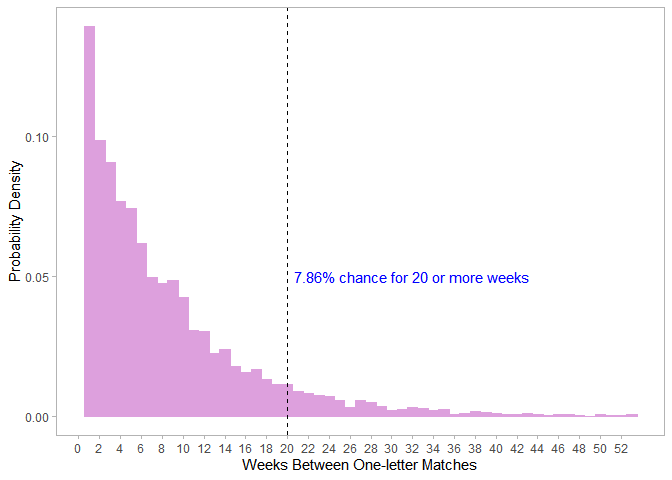 0.10
0.05
0.00
Probability Density
7.86% chance for 20 or more weeks
0 2 4 6 8 10 12 14 16 18 20 22 24 26 28 30 32 34 36 38 40 42 44 46 48 50 52
Weeks Between One-letter Matches